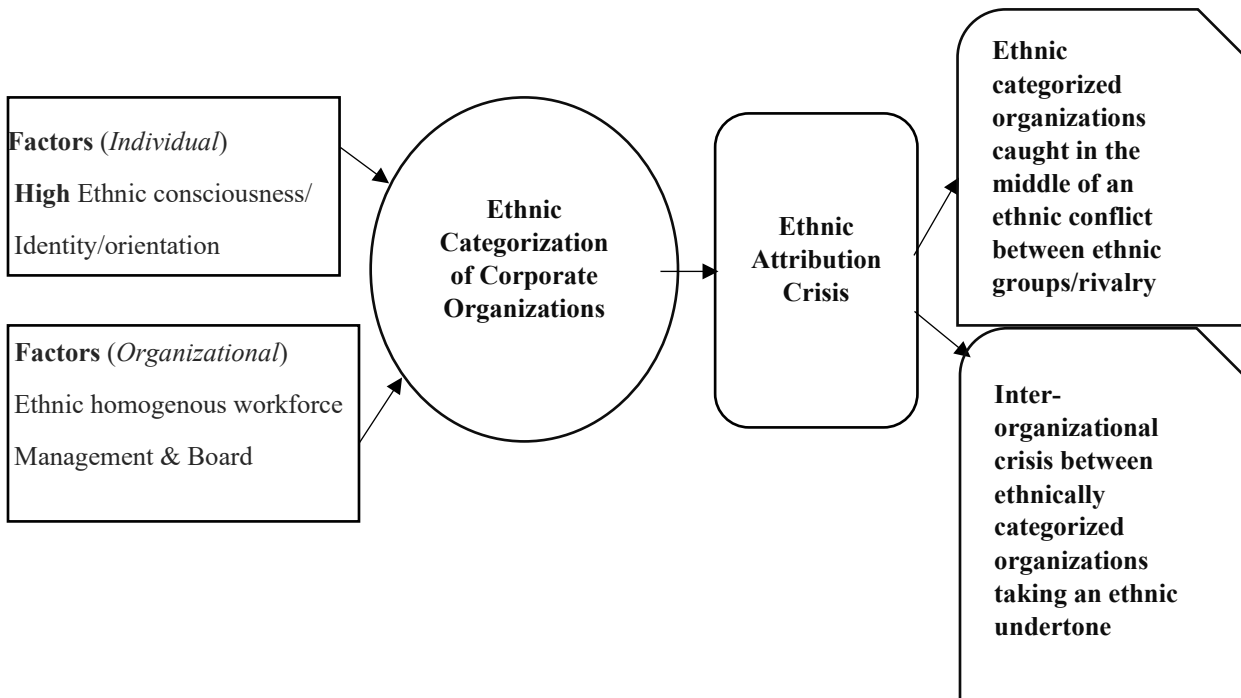 Factors (Individual)
High Ethnic consciousness/
Identity/orientation
Factors (Organizational)
Ethnic homogenous workforce
Management & Board
Ethnic
Categorization
of Corporate
Organizations
Ethnic
Attribution
Crisis
Ethnic
categorized
organizations
caught in the
middle of an
ethnic conflict
between ethnic
groups/rivalry
Inter-
organizational
crisis between
ethnically
categorized
organizations
taking an ethnic
undertone